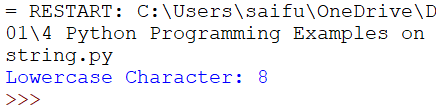 = RESTART: C:\Users\saifu\OneDrive\D
01\4 Python Programming Examples on
string.py
Lowercase Character: 8
>>>